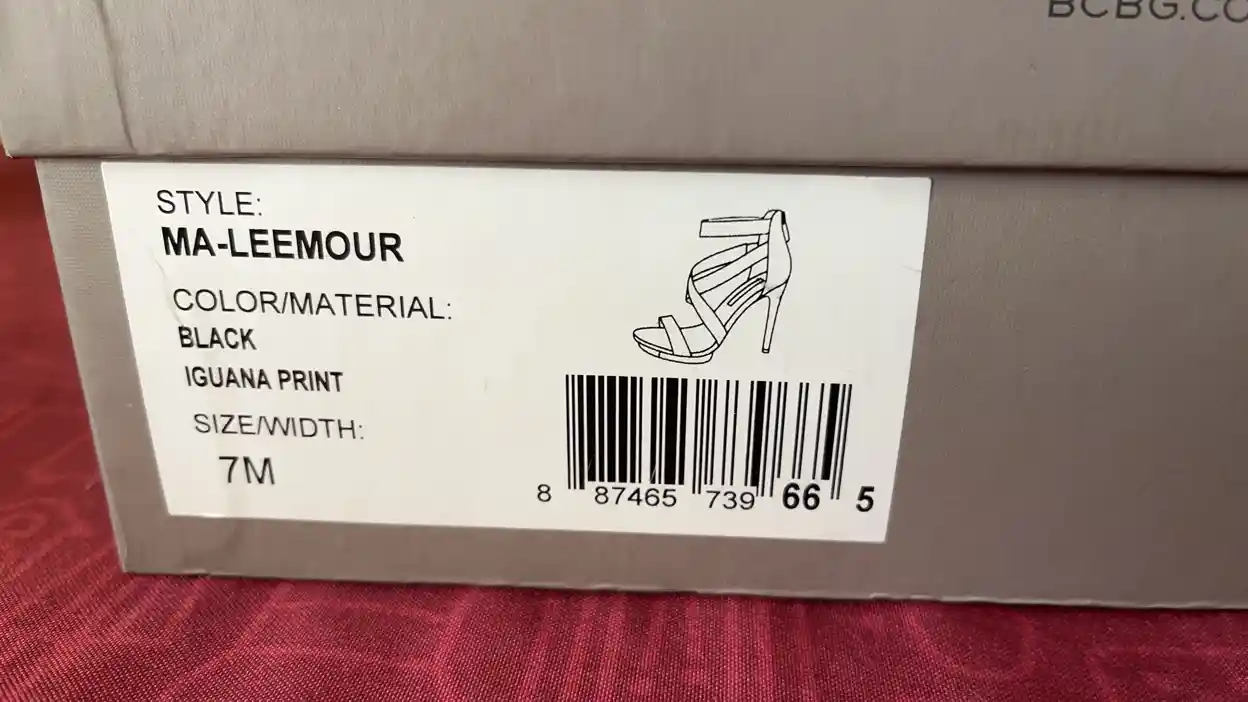 BCBG.CO
STYLE:
MA-LEEMOUR
COLOR/MATERIAL:
BLACK
IGUANA PRINT
SIZE/WIDTH:
7M
8 87465 739 66 5